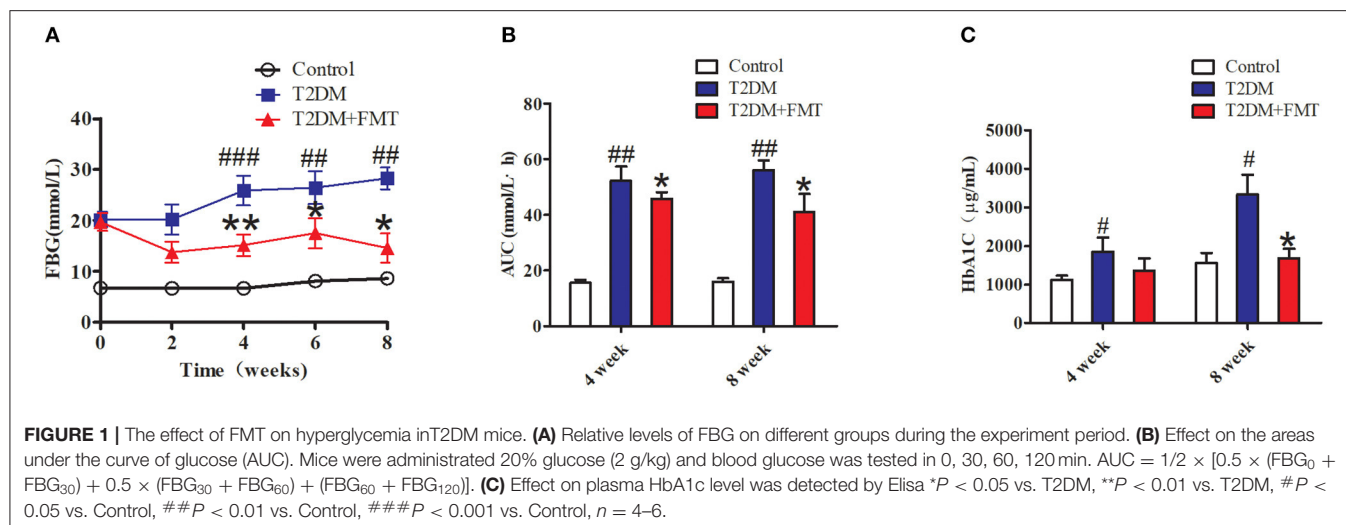 A
Control
T2DM
T2DM+FMT
FBG(mmol/L)
40
30
20
10
0
###
##
##
**
*
*
0
2
4
6
8
Time (weeks)
B
Control
T2DM
T2DM+FMT
AUC (mmol/L· h)
80
60
40
20
0
##
*
##
*
4 week
8 week
C
Control
T2DM
T2DM+FMT
HbA1C (μg/mL)
5000
4000
3000
2000
1000
0
#
#
*
4 week
8 week
FIGURE 1 | The effect of FMT on hyperglycemia inT2DM mice. (A) Relative levels of FBG on different groups during the experiment period. (B) Effect on the areas
under the curve of glucose (AUC). Mice were administrated 20% glucose (2 g/kg) and blood glucose was tested in 0, 30, 60, 120 min. AUC = 1/2 × [0.5 × (FBG0 +
FBG30) + 0.5 × (FBG30 + FBG60) + (FBG60 + FBG120)]. (C) Effect on plasma HbA1c level was detected by Elisa *P < 0.05 vs. T2DM, **P < 0.01 vs. T2DM, #P <
0.05 vs. Control, ##P < 0.01 vs. Control, ###P < 0.001 vs. Control, n = 4–6.